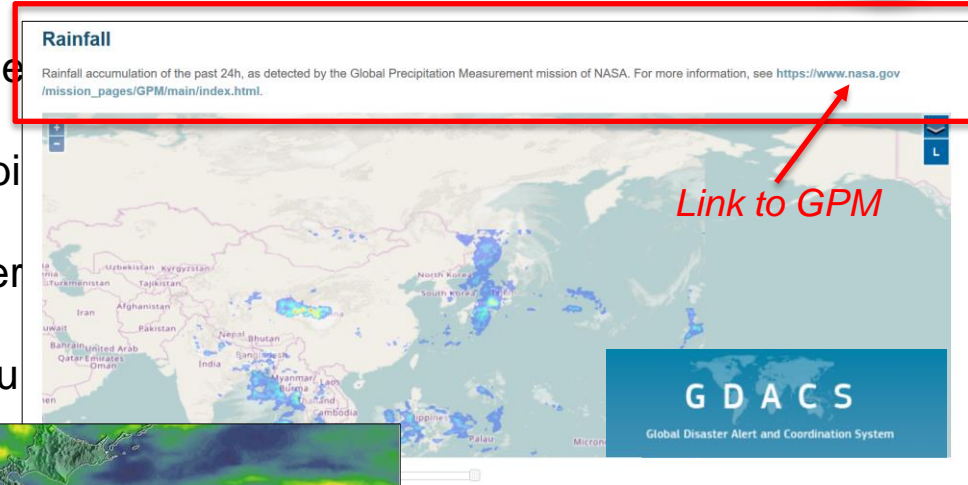 Rainfall
Rainfall accumulation of the past 24h, as detected by the Global Precipitation Measurement mission of NASA. For more information, see https://www.nasa.gov
/mission_pages/GPM/main/index.html.
+
-
L
Link to GPM
Uzbekistan Kyrgyzstan
Turkmenistan Tajikistan
North Korea
South Korea
Afghanistan
Iran
Pakistan
Nepal Bhutan
Bahrain United Arab
Qatar Emirates
Oman
India
Myanmar/ Laos
Burma
Cambodia
Palau
GDACS
Global Disaster Alert and Coordination System